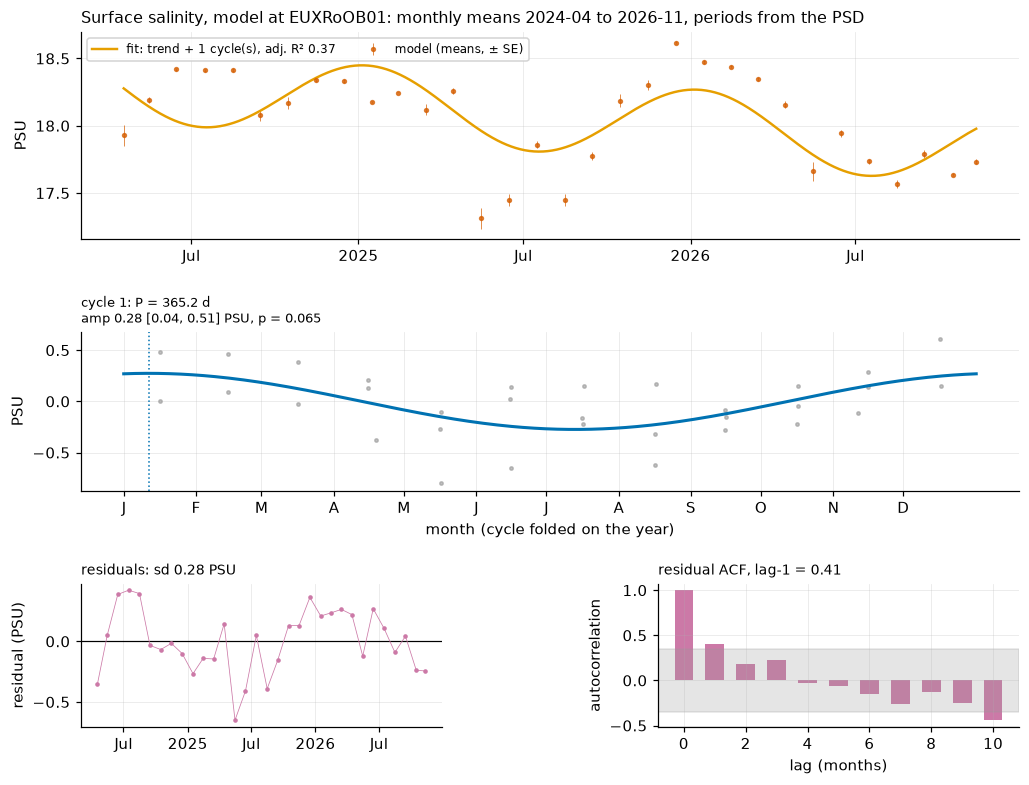 Surface salinity, model at EUXRoOB01: monthly means 2024-04 to 2026-11, periods from the PSD
fit: trend + 1 cycle(s), adj. R² 0.37
model (means, ± SE)
18.5
18.0
17.5
PSU
Jul
2025
Jul
2026
Jul
cycle 1: P = 365.2 d
amp 0.28 [0.04, 0.51] PSU, p = 0.065
0.5
0.0
−0.5
PSU
J F M A M J J A S O N D
month (cycle folded on the year)
residuals: sd 0.28 PSU
0.0
−0.5
residual (PSU)
Jul
2025
Jul
2026
Jul
residual ACF, lag-1 = 0.41
1.0
0.5
0.0
−0.5
autocorrelation
0 2 4 6 8 10
lag (months)